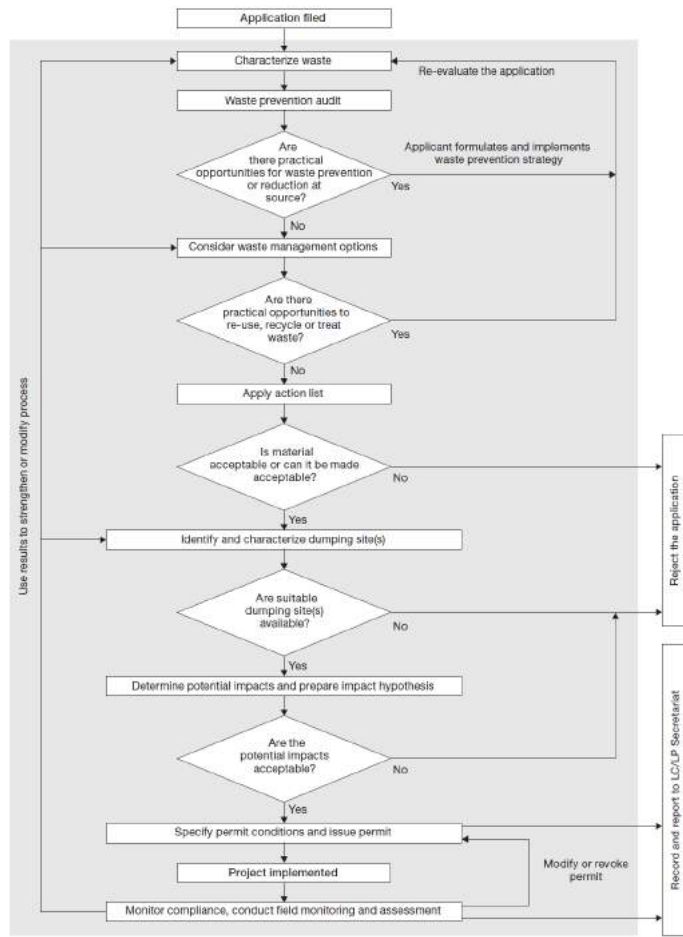 Application filed
Characterize waste
Re-evaluate the application
Waste prevention audit
Are
there practical
opportunities for waste prevention
or reduction at
source?
Applicant formulates and implements
waste prevention strategy
Yes
No
Consider waste management options
Are there
practical opportunities to
re-use, recycle or treat
waste?
Yes
No
Apply action list
Is material
acceptable or can it be made
acceptable?
No
Yes
Identify and characterize dumping site(s)
Are suitable
dumping site(s)
available?
No
Yes
Determine potential impacts and prepare impact hypothesis
Are the
potential impacts
acceptable?
No
Yes
Specify permit conditions and issue permit
Project implemented
Modify or revoke
permit
Monitor compliance, conduct field monitoring and assessment
Use results to strengthen or modify process
Reject the application
Record and report to LC/LP Secretariat